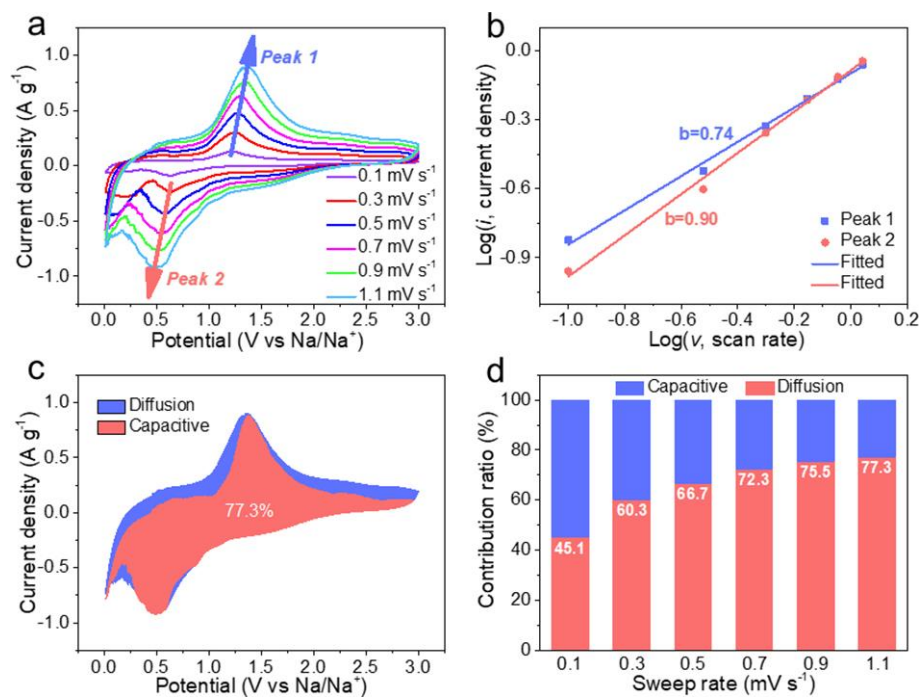 a
Current density (A g⁻¹)
1.0
0.5
0.0
-0.5
-1.0
Peak 1
Peak 2
0.1 mV s⁻¹
0.3 mV s⁻¹
0.5 mV s⁻¹
0.7 mV s⁻¹
0.9 mV s⁻¹
1.1 mV s⁻¹
0.0 0.5 1.0 1.5 2.0 2.5 3.0
Potential (V vs Na/Na⁺)
b
Log(i, current density)
0.0
-0.3
-0.6
-0.9
b=0.74
b=0.90
Peak 1
Peak 2
Fitted
Fitted
-1.0 -0.8 -0.6 -0.4 -0.2 0.0 0.2
Log(v, scan rate)
c
Current density (A g⁻¹)
1.0
0.5
0.0
-0.5
-1.0
Diffusion
Capacitive
77.3%
0.0 0.5 1.0 1.5 2.0 2.5 3.0
Potential (V vs Na/Na⁺)
d
Contribution ratio (%)
100
80
60
40
20
0
Capacitive Diffusion
45.1 60.3 66.7 72.3 75.5 77.3
0.1 0.3 0.5 0.7 0.9 1.1
Sweep rate (mV s⁻¹)